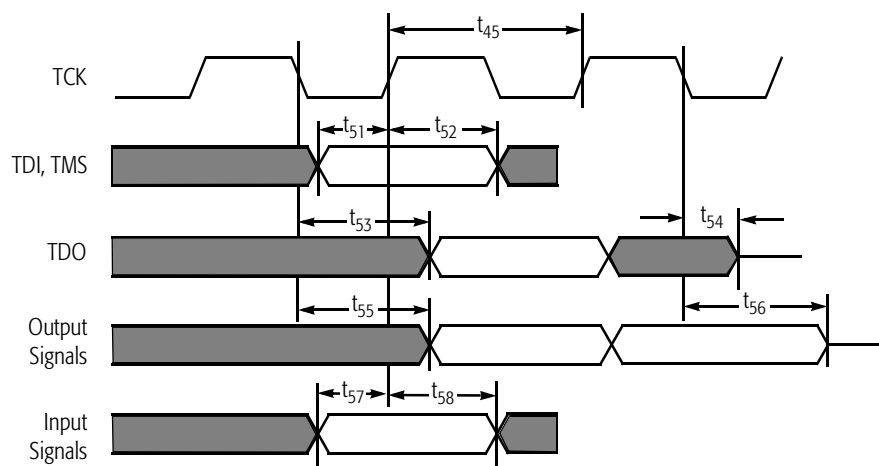 t45
TCK
t51
t52
TDI, TMS
t53
t54
TDO
t55
t56
Output
Signals
t57
t58
Input
Signals